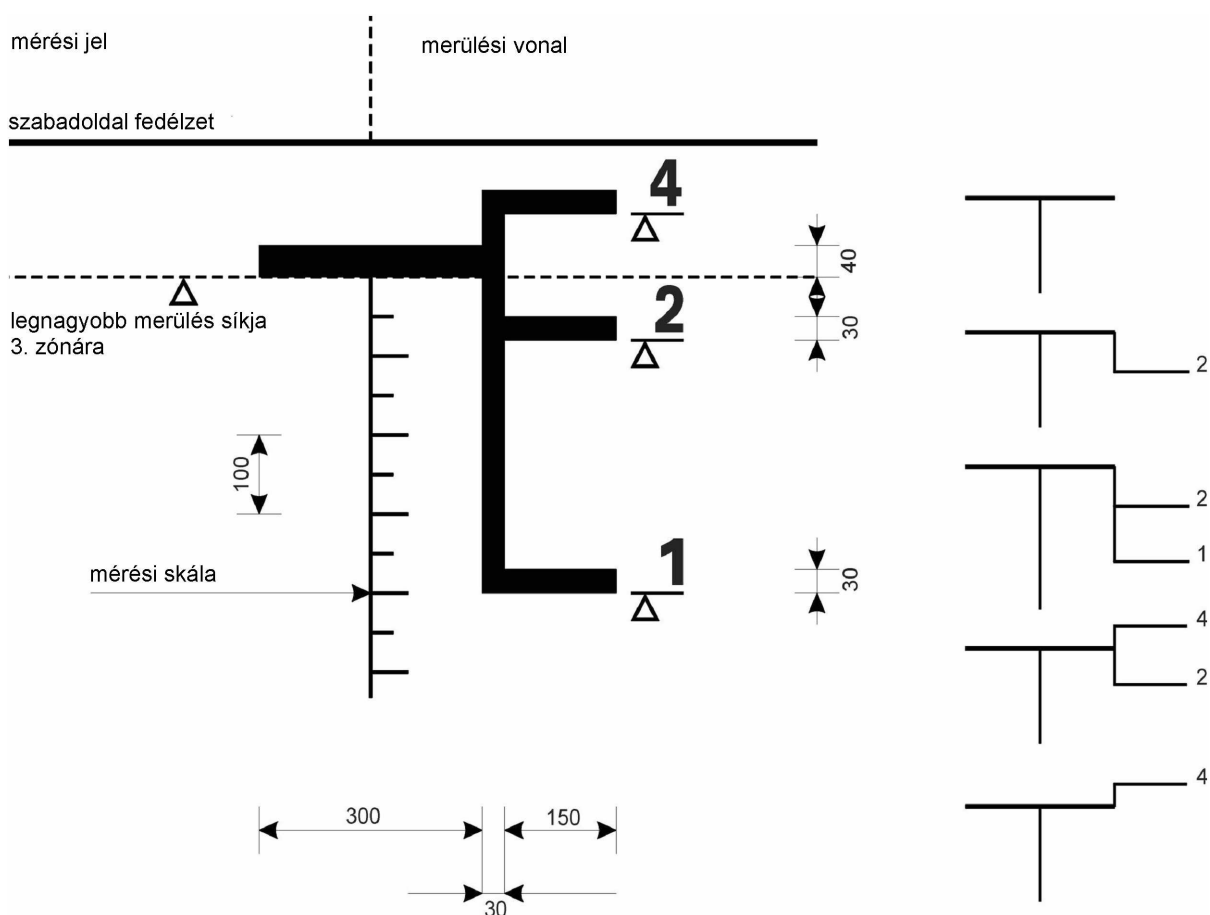 mérési jel
merülési vonal
szabadoldal fedélzet
4
40
2
30
legnagyobb merülés síkja
3. zónára
100
mérési skála
1
30
300
150
30
2
2
1
4
2
4